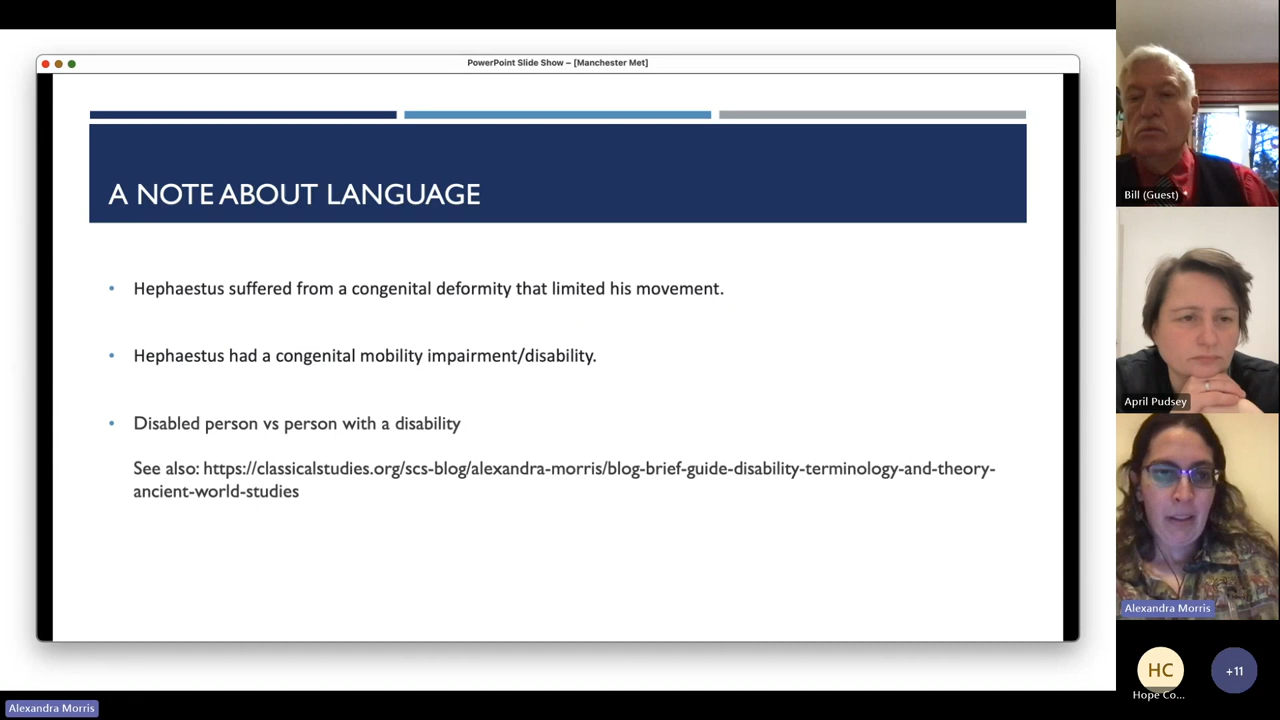 PowerPoint Slide Show – [Manchester Met]
A NOTE ABOUT LANGUAGE
• Hephaestus suffered from a congenital deformity that limited his movement.
• Hephaestus had a congenital mobility impairment/disability.
• Disabled person vs person with a disability
See also: https://classicalstudies.org/scs-blog/alexandra-morris/blog-brief-guide-disability-terminology-and-theory-
ancient-world-studies
Bill (Guest)
April Pudsey
Alexandra Morris
HC
+11
Hope Co...
Alexandra Morris